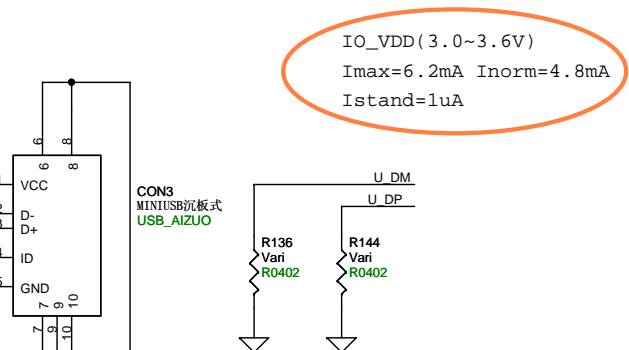 IO_VDD(3.0~3.6V)
Imax=6.2mA Inorm=4.8mA
Istand=1uA
6
8
6
8
VCC
D-
D+
ID
GND
7
9
10
7
9
10
CON3
MINIUSB沉板式
USB_AIZUO
U_DM
U_DP
R136
Vari
R0402
R144
Vari
R0402